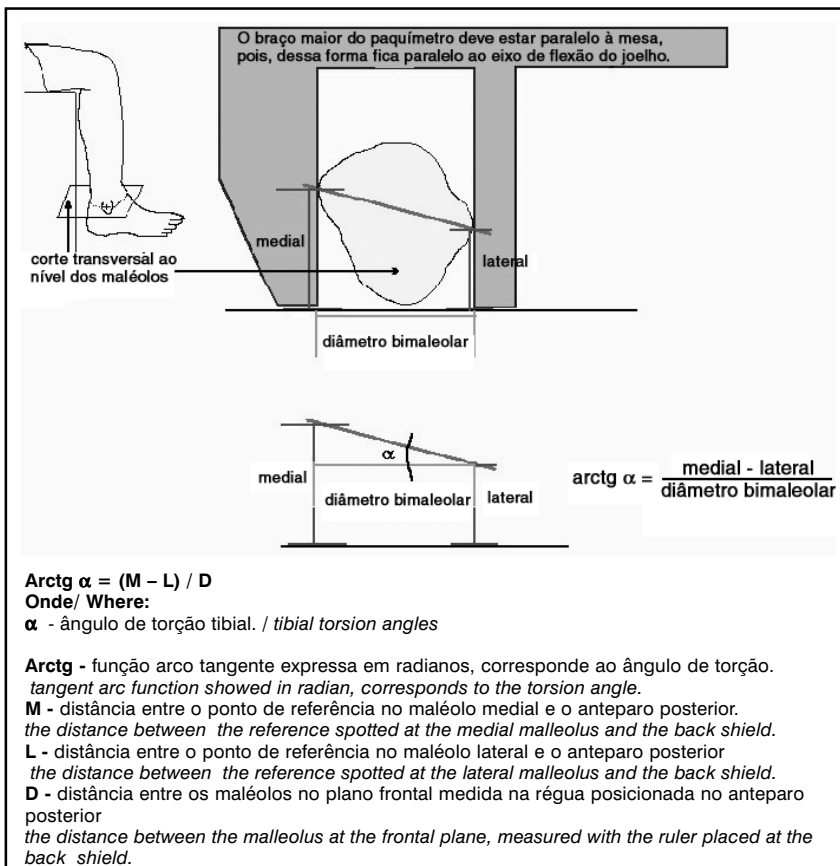 O braço maior do paquímetro deve estar paralelo à mesa,
pois, dessa forma fica paralelo ao eixo de flexão do joelho.
medial
lateral
corte transversal ao
nível dos maléolos
diâmetro bimaleolar
α
medial
diâmetro bimaleolar
lateral
arctg α = medial - lateral
diâmetro bimaleolar
Arctg α = (M – L) / D
Onde/ Where:
α - ângulo de torção tibial. / tibial torsion angles
Arctg - função arco tangente expressa em radianos, corresponde ao ângulo de torção.
tangent arc function showed in radian, corresponds to the torsion angle.
M - distância entre o ponto de referência no maléolo medial e o anteparo posterior.
the distance between the reference spotted at the medial malleolus and the back shield.
L - distância entre o ponto de referência no maléolo lateral e o anteparo posterior
the distance between the reference spotted at the lateral malleolus and the back shield.
D - distância entre os maléolos no plano frontal medida na régua posicionada no anteparo
posterior
the distance between the malleolus at the frontal plane, measured with the ruler placed at the
back shield.